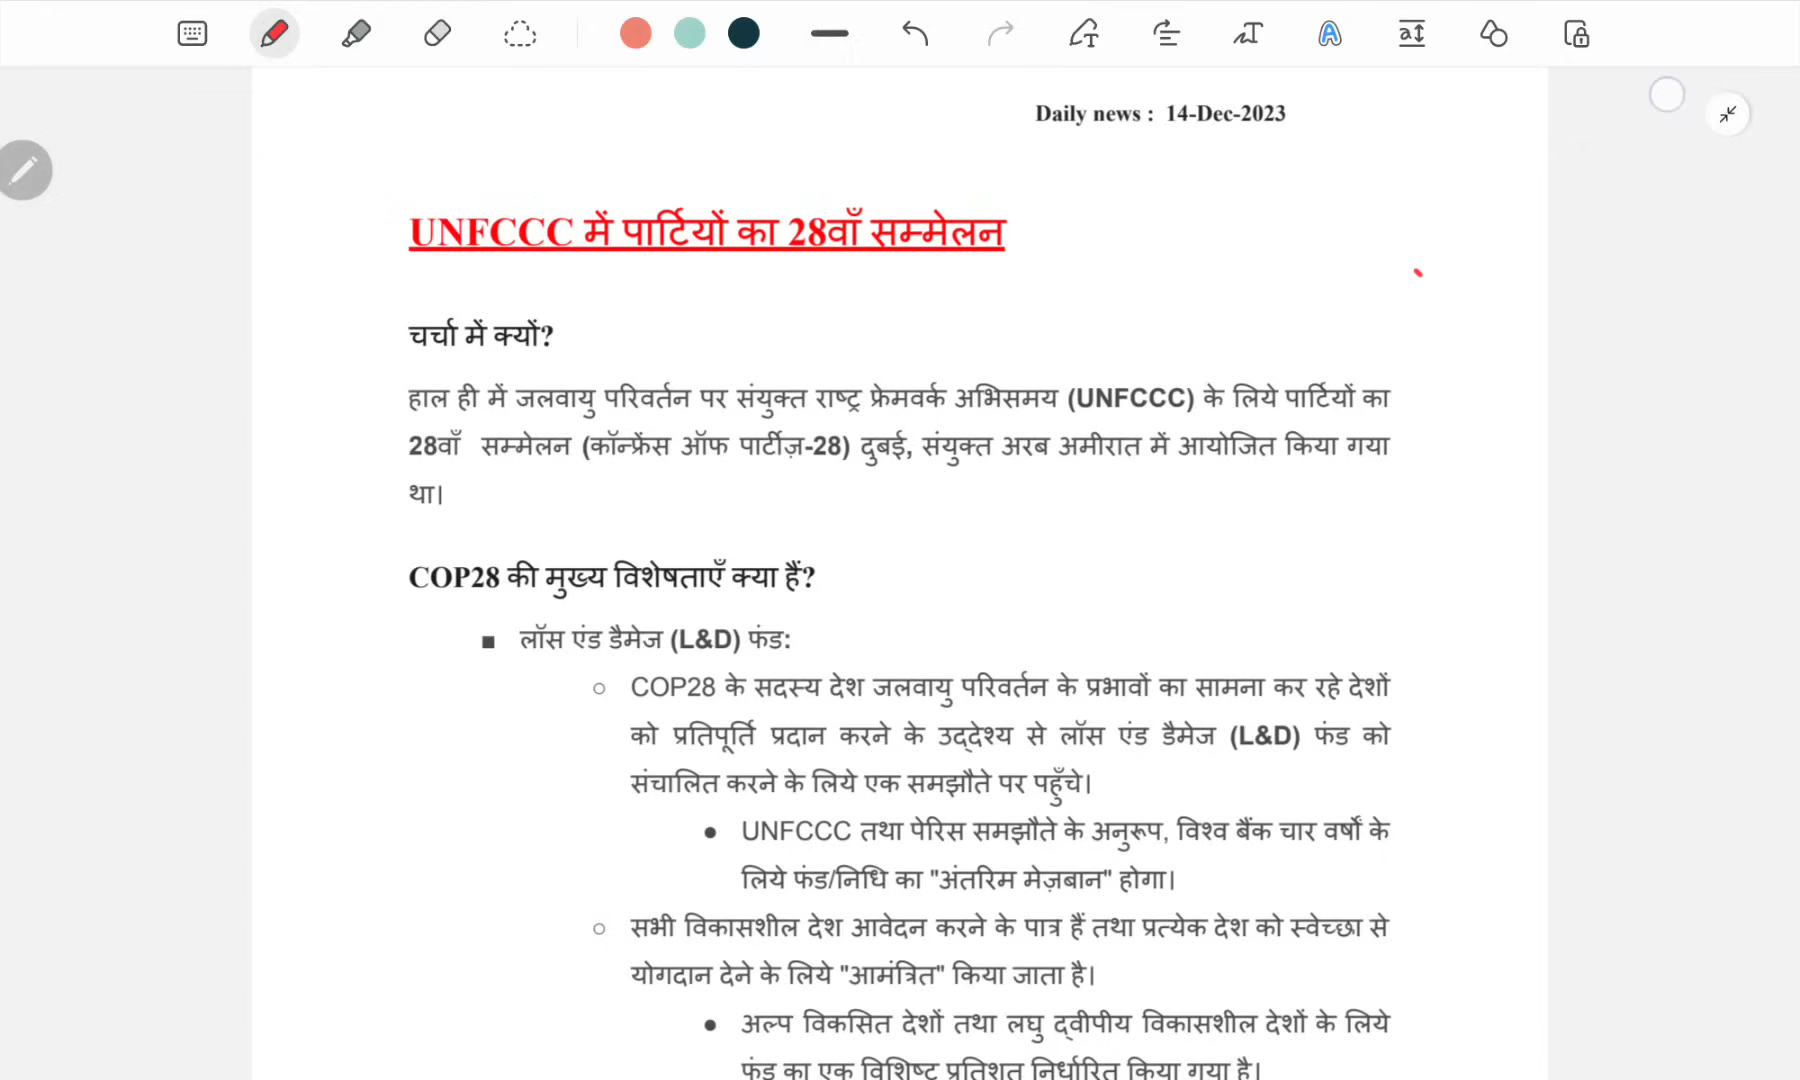 Daily news : 14-Dec-2023
UNFCCC में पार्टियों का 28वाँ सम्मेलन
चर्चा में क्यों?
हाल ही में जलवायु परिवर्तन पर संयुक्त राष्ट्र फ्रेमवर्क अभिसमय (UNFCCC) के लिये पार्टियों का
28वाँ सम्मेलन (कॉन्फ्रेंस ऑफ पार्टीज़-28) दुबई, संयुक्त अरब अमीरात में आयोजित किया गया
था।
COP28 की मुख्य विशेषताएँ क्या हैं?
■ लॉस एंड डैमेज (L&D) फंड:
○ COP28 के सदस्य देश जलवायु परिवर्तन के प्रभावों का सामना कर रहे देशों
को प्रतिपूर्ति प्रदान करने के उद्देश्य से लॉस एंड डैमेज (L&D) फंड को
संचालित करने के लिये एक समझौते पर पहुँचे।
● UNFCCC तथा पेरिस समझौते के अनुरूप, विश्व बैंक चार वर्षों के
लिये फंड/निधि का "अंतरिम मेज़बान" होगा।
○ सभी विकासशील देश आवेदन करने के पात्र हैं तथा प्रत्येक देश को स्वेच्छा से
योगदान देने के लिये "आमंत्रित" किया जाता है।
● अल्प विकसित देशों तथा लघु द्वीपीय विकासशील देशों के लिये
फंड का एक विशिष्ट प्रतिशत निर्धारित किया गया है।